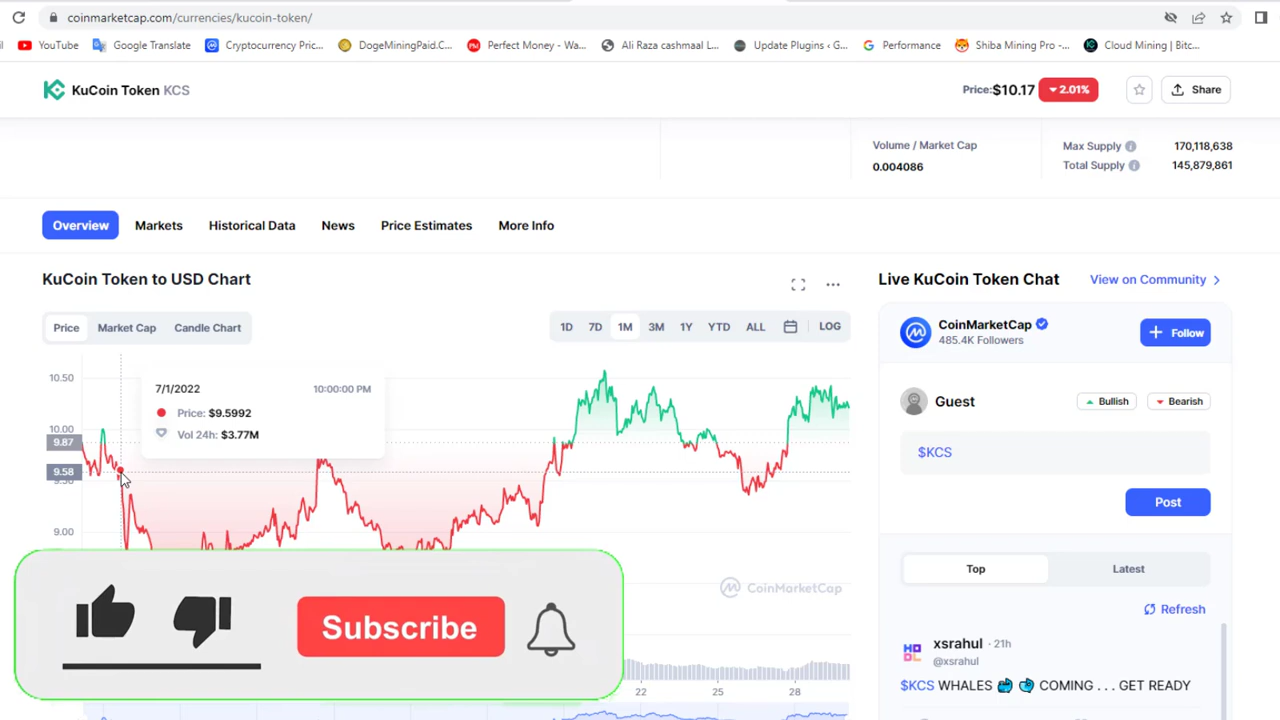 coinmarketcap.com/currencies/kucoin-token/
YouTube Google Translate Cryptocurrency Pric... DogeMiningPaid.C... Perfect Money - Wa... Ali Raza cashmaal L... Update Plugins ‹ G... Performance Shiba Mining Pro -... Cloud Mining | Bitc...
KuCoin Token KCS Price:$10.17 2.01% Share
Volume / Market Cap
0.004086
Max Supply 170,118,638
Total Supply 145,879,861
Overview Markets Historical Data News Price Estimates More Info
KuCoin Token to USD Chart
Price Market Cap Candle Chart 1D 7D 1M 3M 1Y YTD ALL LOG
10.50
10.00
9.87
9.58
9.50
9.00
7/1/2022 10:00:00 PM
Price: $9.5992
Vol 24h: $3.77M
CoinMarketCap
22 25 28
Subscribe
Live KuCoin Token Chat View on Community
CoinMarketCap
485.4K Followers
Follow
Guest Bullish Bearish
$KCS
Post
Top Latest
Refresh
HODL
xsrahul · 21h
@xsrahul
$KCS WHALES COMING . . . GET READY